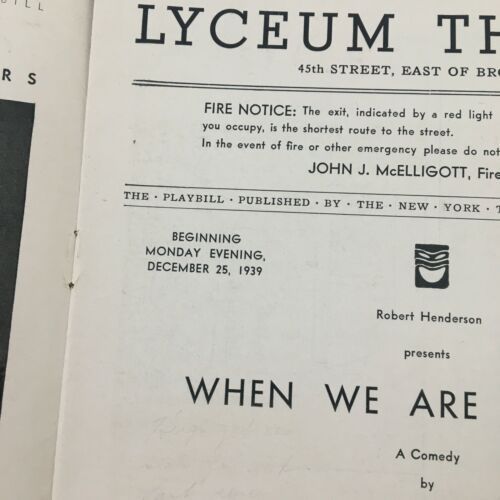 BILL
RS
LYCEUM TH
45th STREET, EAST OF BRO
FIRE NOTICE: The exit, indicated by a red light
you occupy, is the shortest route to the street.
In the event of fire or other emergency please do not
JOHN J. McELLIGOTT, Fire
THE · PLAYBILL · PUBLISHED · BY · THE · NEW · YORK · T
BEGINNING
MONDAY EVENING,
DECEMBER 25, 1939
Robert Henderson
presents
WHEN WE ARE
A Comedy
by